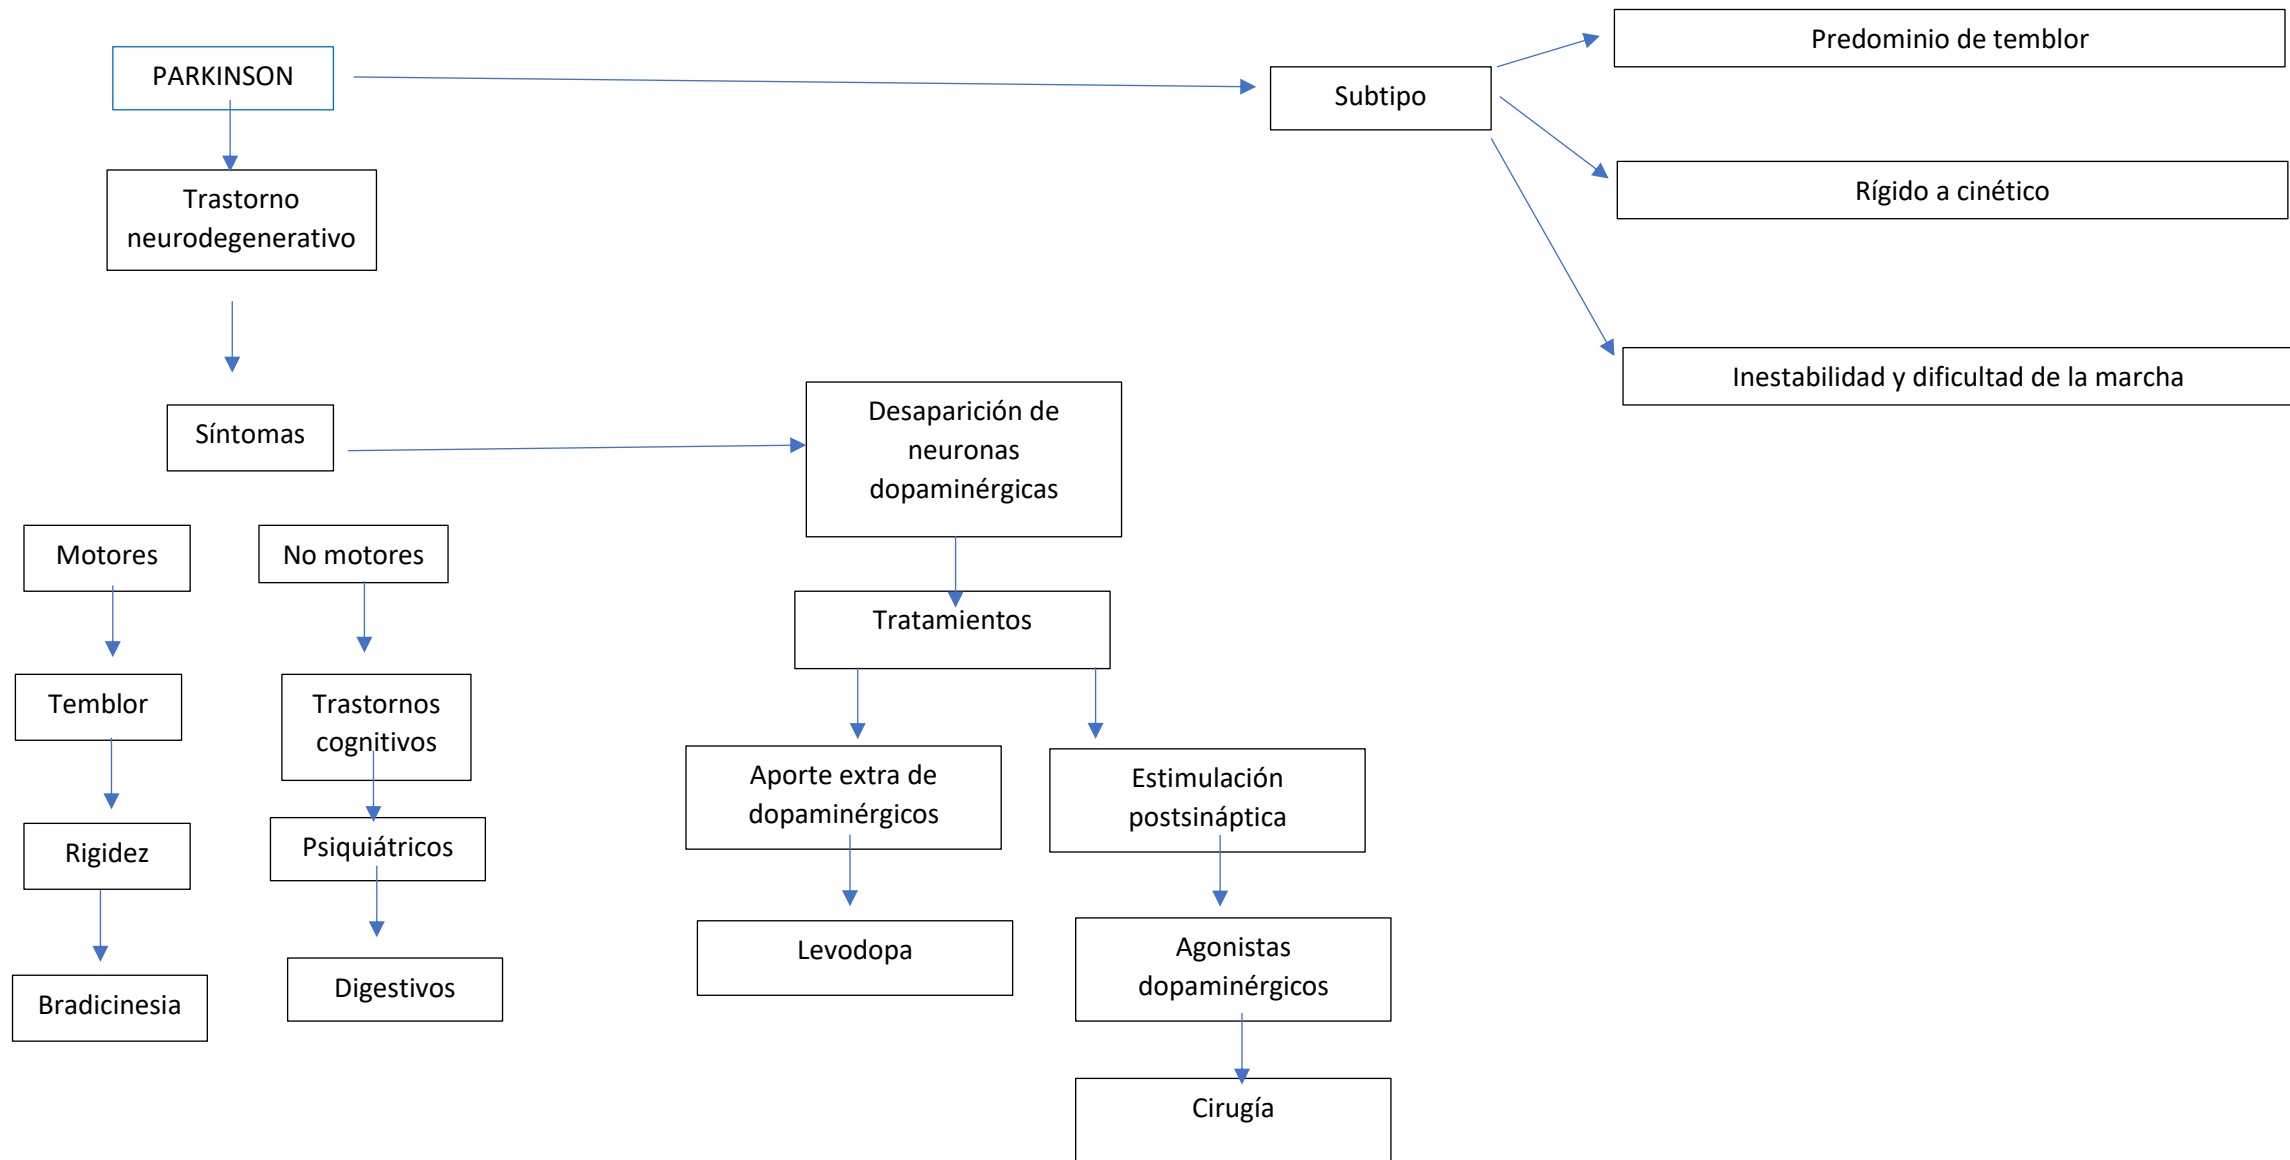 PARKINSON
Subtipo
Predominio de temblor
Rígido a cinético
Inestabilidad y dificultad de la marcha
Trastorno
neurodegenerativo
Síntomas
Desaparición de
neuronas
dopaminérgicas
Motores
No motores
Tratamientos
Temblor
Trastornos
cognitivos
Aporte extra de
dopaminérgicos
Estimulación
postsináptica
Rigidez
Psiquiátricos
Levodopa
Agonistas
dopaminérgicos
Bradicinesia
Digestivos
Cirugía